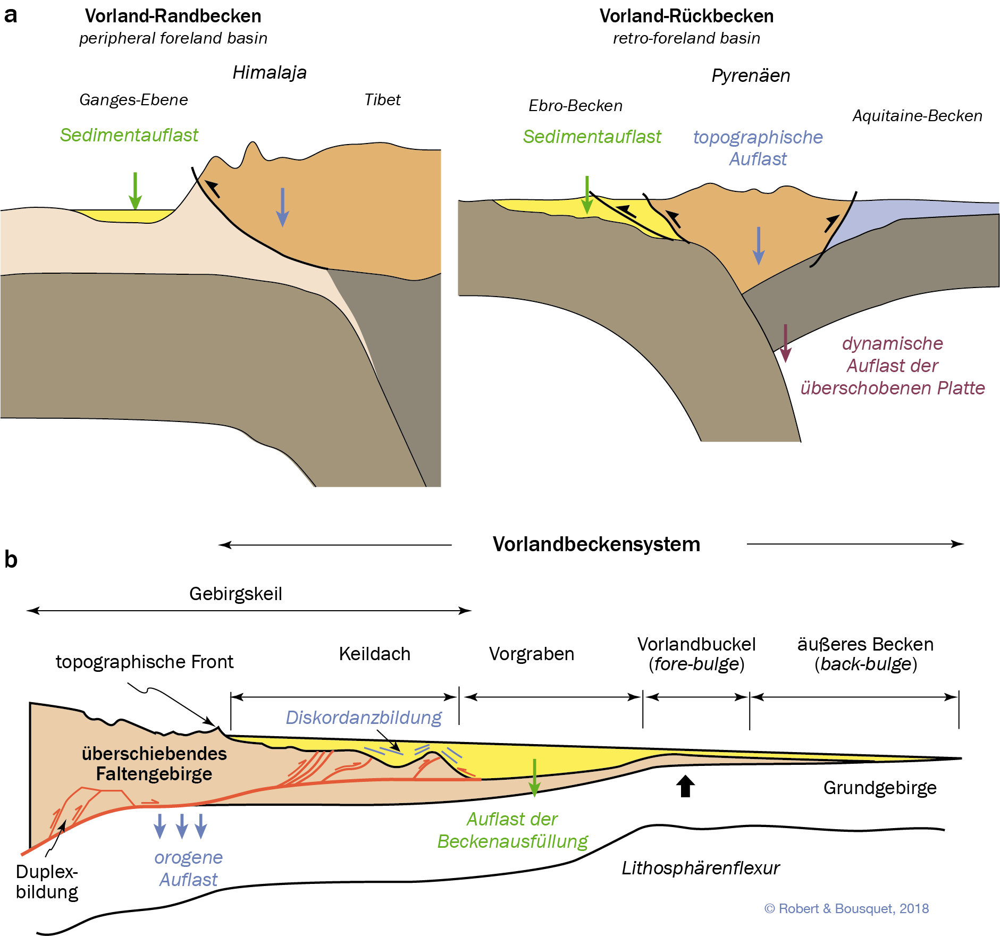 a
Vorland-Randbecken
peripheral foreland basin
Himalaja
Ganges-Ebene
Tibet
Sedimentauflast
Vorland-Rückbecken
retro-foreland basin
Pyrenäen
Ebro-Becken
Aquitaine-Becken
Sedimentauflast
topographische
Auflast
dynamische
Auflast der
überschobenen Platte
b
Vorlandbeckensystem
Gebirgskeil
topographische Front
Keildach
Vorgraben
Vorlandbuckel
(fore-bulge)
äußeres Becken
(back-bulge)
Diskordanzbildung
überschiebendes
Faltengebirge
Grundgebirge
Auflast der
Beckenausfüllung
orogene
Auflast
Duplex-
bildung
Lithosphärenflexur
© Robert & Bousquet, 2018